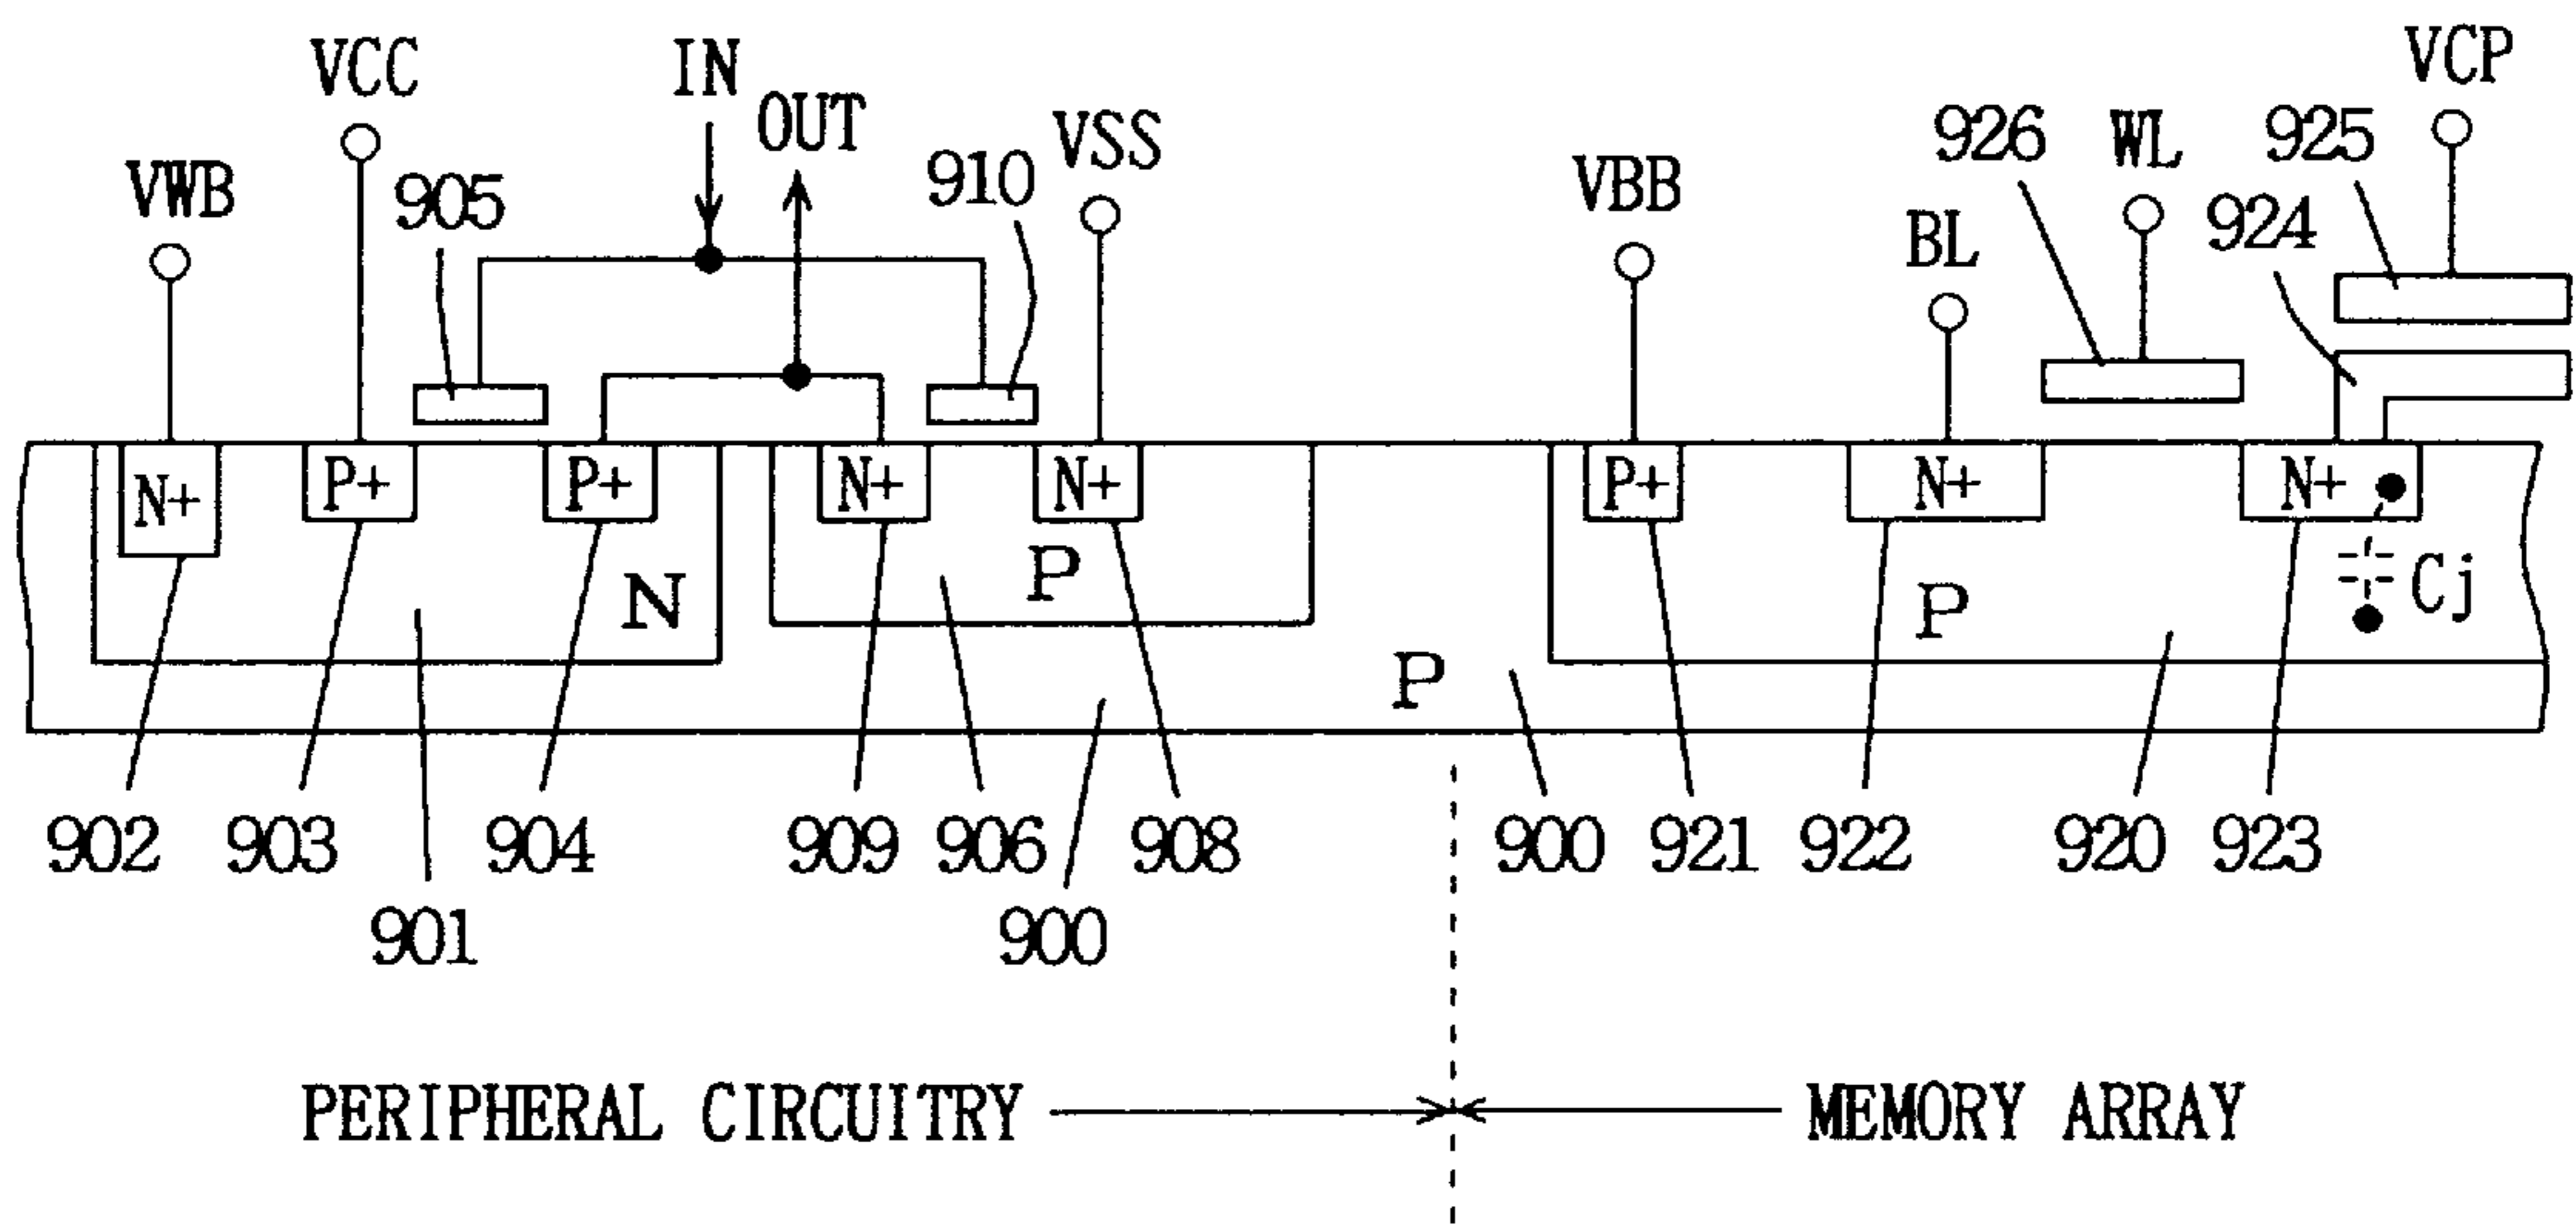 VCC IN VCP
OUT VSS 926 WL 925
VWB 905 910 VBB 924
BL
N+ P+ P+ N+ N+ P+ N+ N+
N P P Cj
P
902 903 904 909 906 908 900 921 922 920 923
901 900
PERIPHERAL CIRCUITRY MEMORY ARRAY